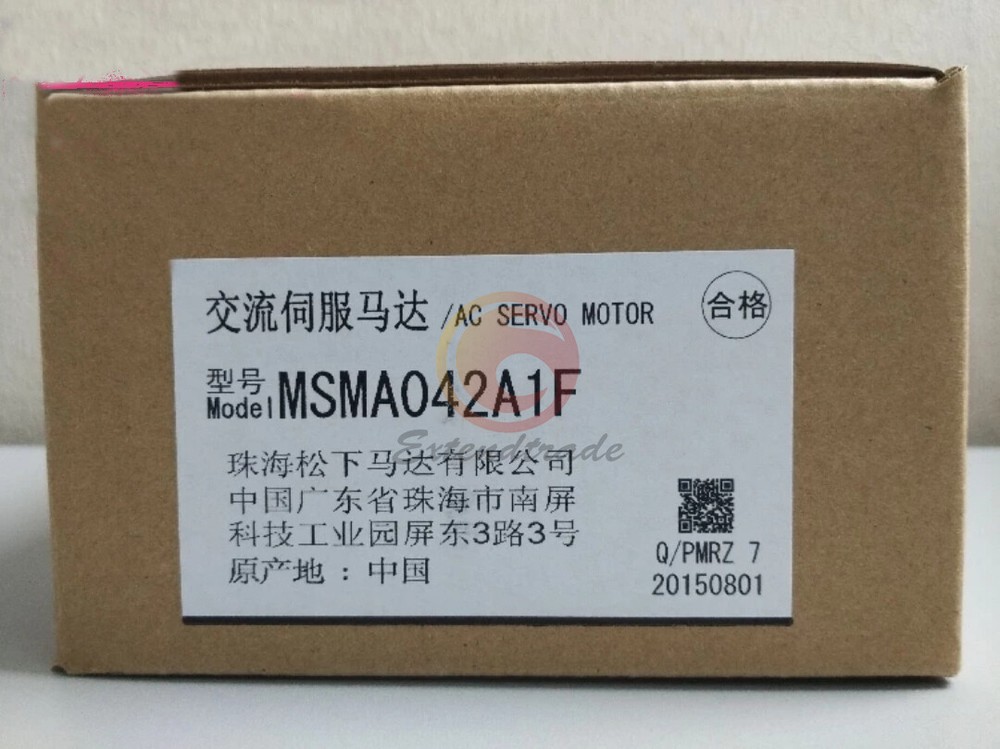 交流伺服马达 /AC SERVO MOTOR
合格
型号
Model MSMA042A1F
Extendtrade
珠海松下马达有限公司
中国广东省珠海市南屏
科技工业园屏东3路3号
原产地：中国
Q/PMRZ 7
20150801